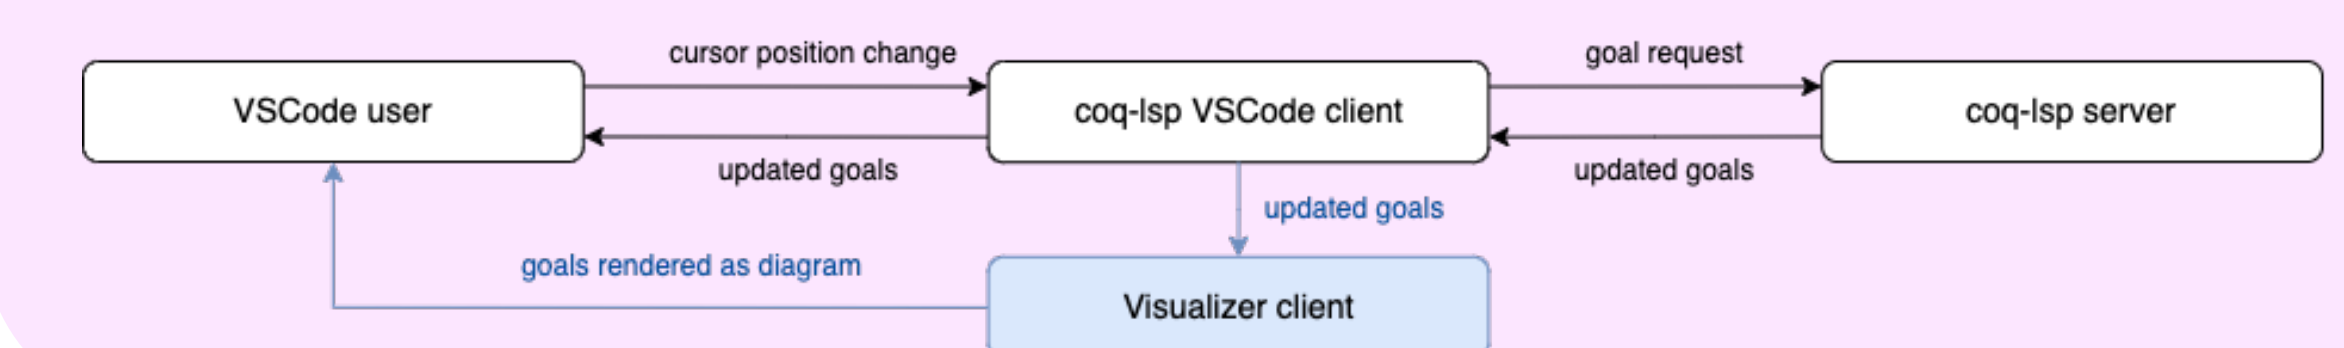 cursor position change
goal request
VSCode user
coq-lsp VSCode client
coq-lsp server
updated goals
updated goals
updated goals
goals rendered as diagram
Visualizer client